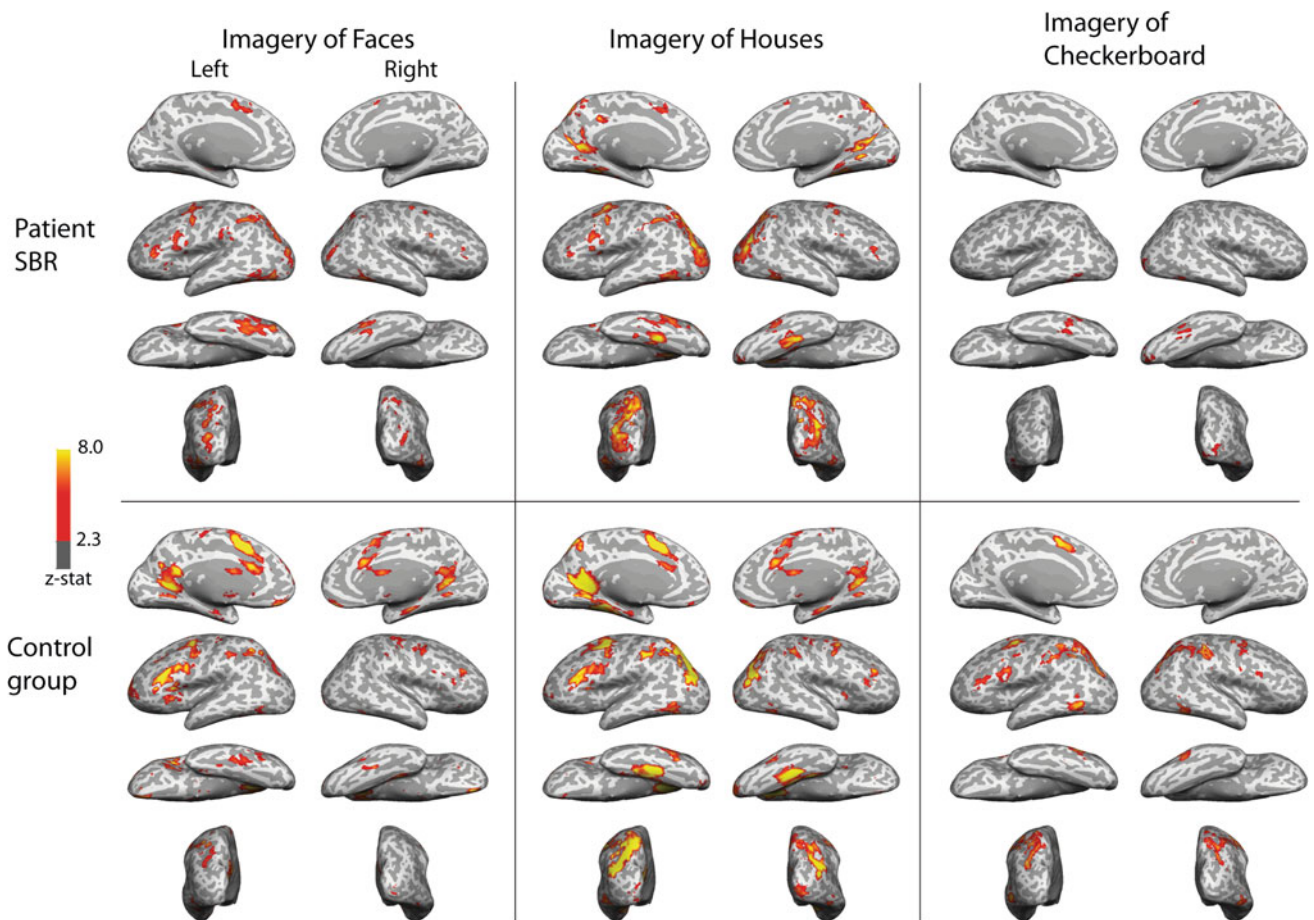 Imagery of Faces
Imagery of Houses
Imagery of
Checkerboard
Left
Right
Patient
SBR
8.0
2.3
z-stat
Control
group